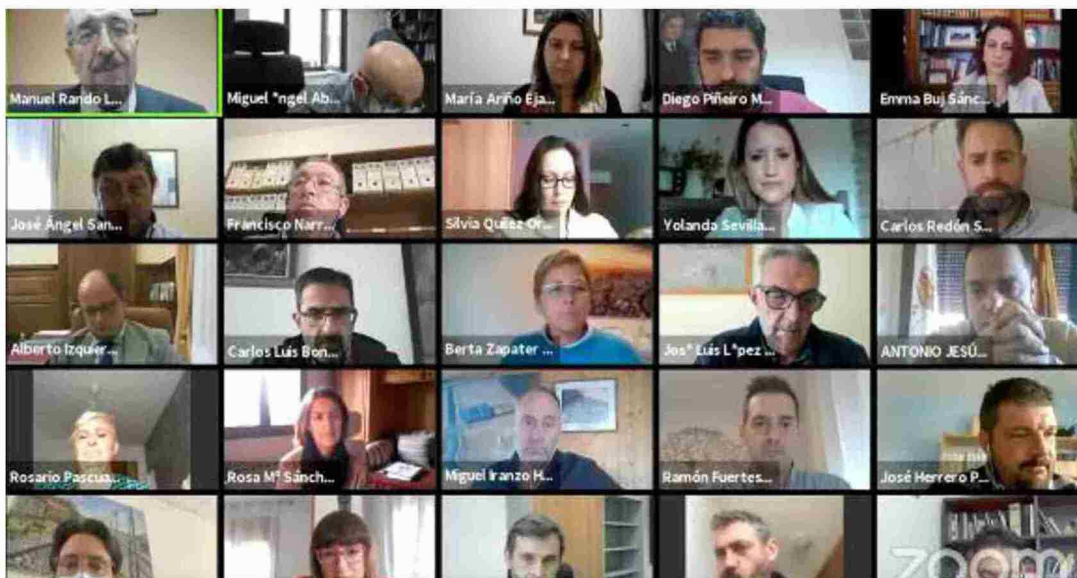 Manuel Rando L...
Miguel *ngel Ab...
María Ariño Eja...
Diego Piñeiro M...
Emma Buj Sánc...
José Ángel San...
Francisco Narr...
Silvia Quílez Or...
Yolanda Sevilla...
Carlos Redón S...
Alberto Izquier...
Carlos Luis Bon...
Berta Zapater ...
Jos* Luis L*pez ...
ANTONIO JESÚ...
Rosario Pascua...
Rosa Mª Sánch...
Miguel Iranzo H...
Ramón Fuertes...
José Herrero P...
zoom